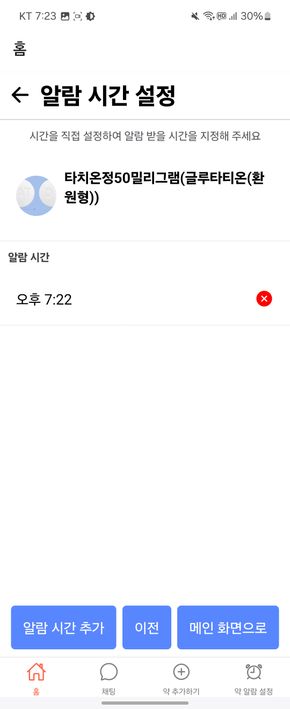 KT 7:23 30%
홈
알람 시간 설정
시간을 직접 설정하여 알람 받을 시간을 지정해 주세요
타치온정50밀리그램(글루타티온(환
원형))
알람 시간
오후 7:22
알람 시간 추가 이전 메인 화면으로
홈 채팅 약 추가하기 약 알람 설정